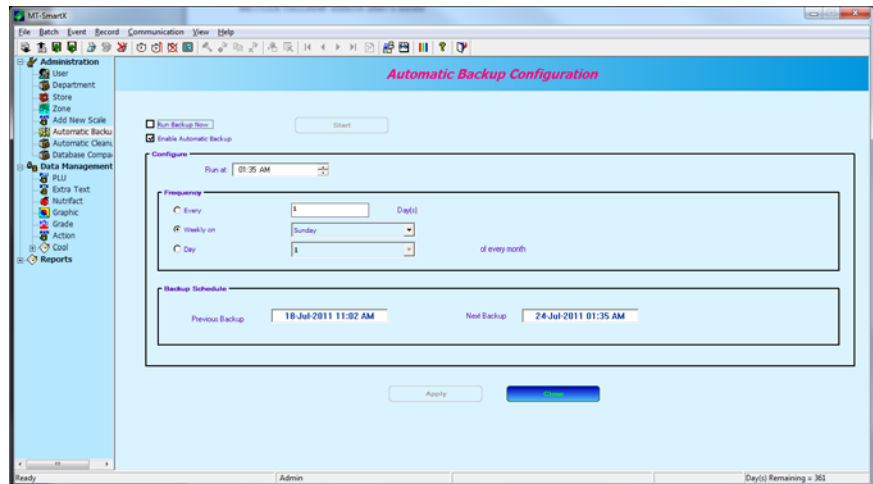 MT-SmartX
File Batch Event Record Communication View Help
Administration
User
Department
Store
Zone
Add New Scale
Automatic Backu
Automatic Cleanu
Database Compa
Data Management
PLU
Extra Text
Nutrifact
Graphic
Grade
Action
Cool
Reports
Automatic Backup Configuration
Run Backup Now
Start
Enable Automatic Backup
Configure
Run at: 01:35 AM
Frequency
Every 1 Day(s)
Weekly on Sunday
Day 1 of every month
Backup Schedule
Previous Backup 18-Jul-2011 11:02 AM Next Backup 24-Jul-2011 01:35 AM
Apply Close
Ready Admin Day(s) Remaining = 361